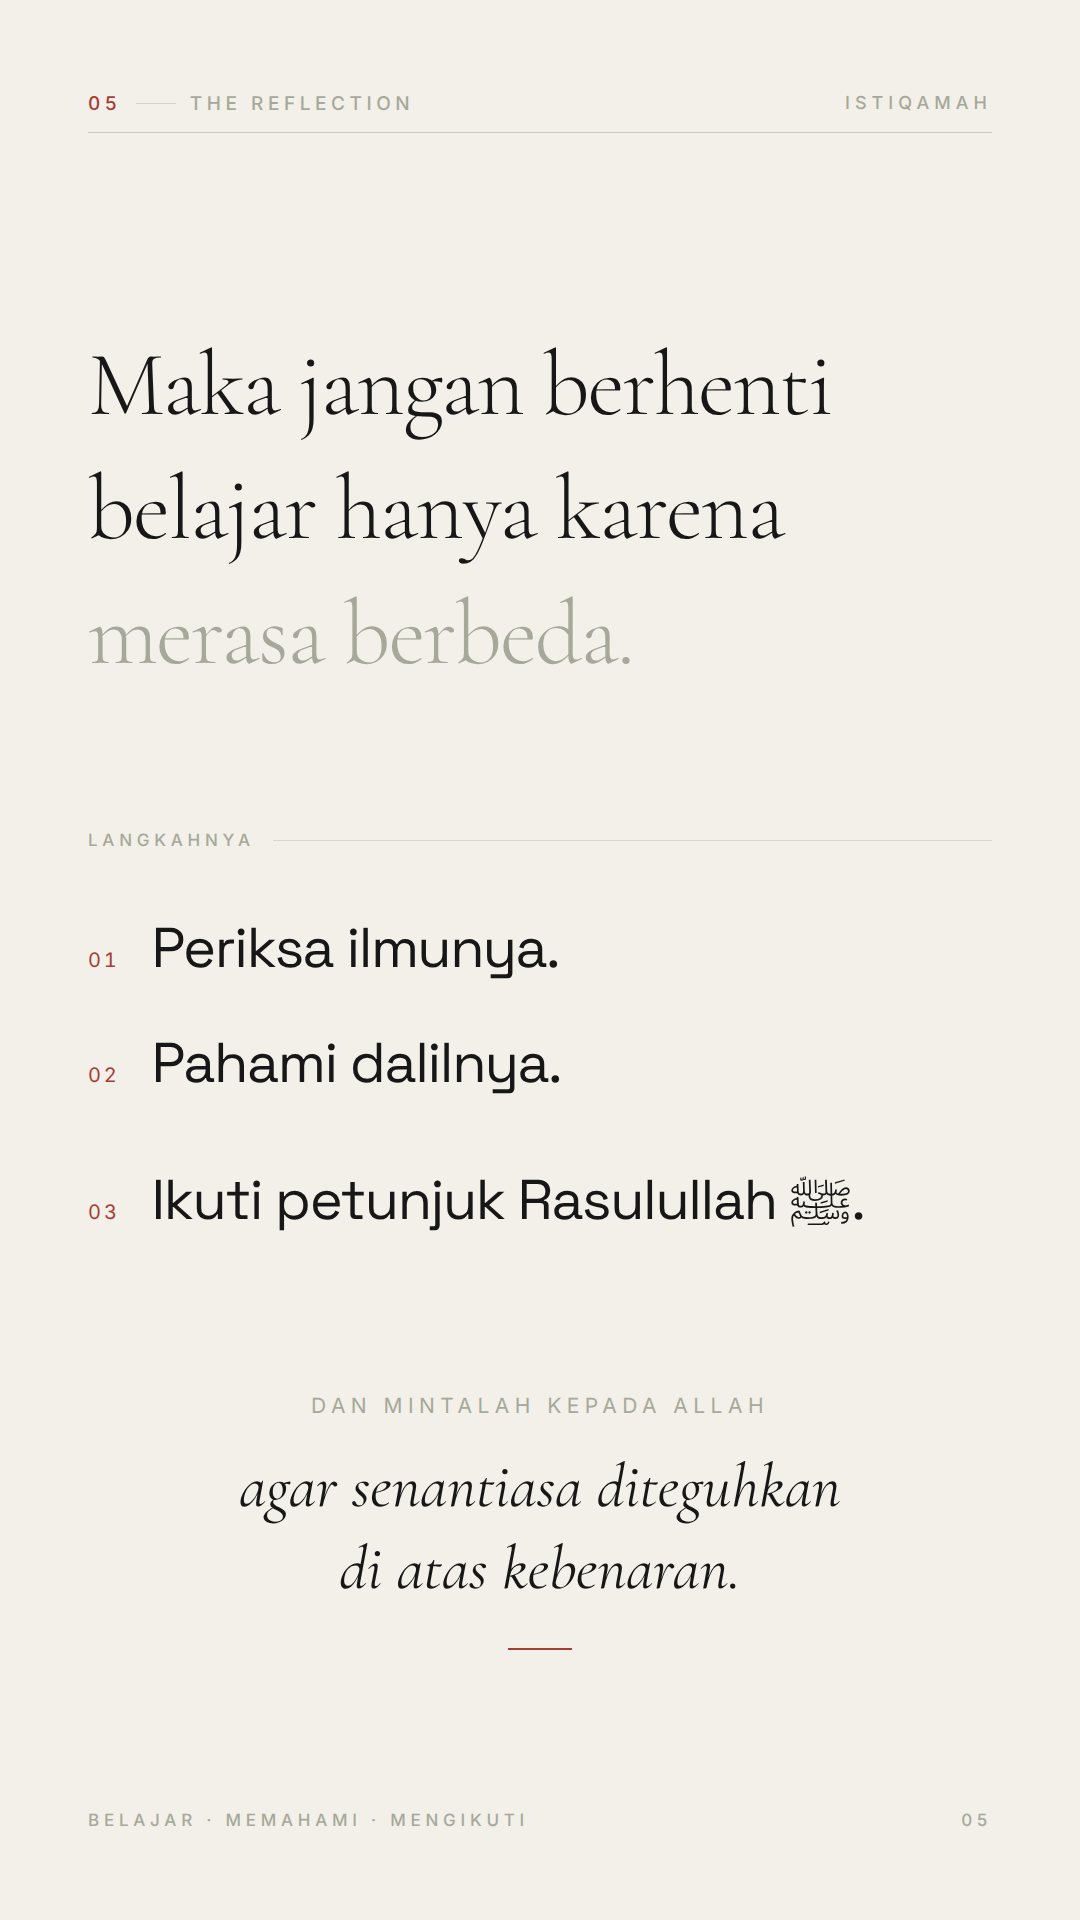 05 — THE REFLECTION
ISTIQAMAH
Maka jangan berhenti
belajar hanya karena
merasa berbeda.
LANGKAHNYA
01 Periksa ilmunya.
02 Pahami dalilnya.
03 Ikuti petunjuk Rasulullah ﷺ.
DAN MINTALAH KEPADA ALLAH
agar senantiasa diteguhkan
di atas kebenaran.
BELAJAR · MEMAHAMI · MENGIKUTI
05